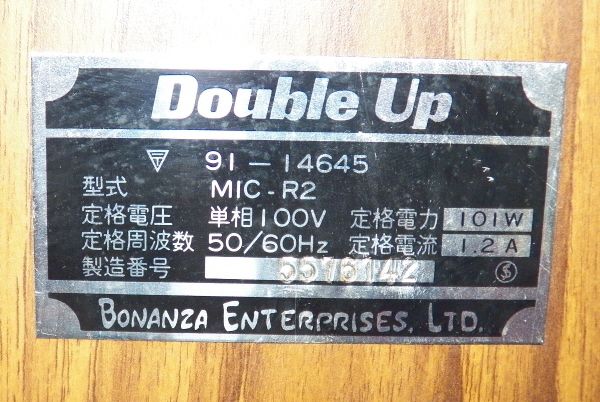 Double Up
〒 91-14645
型式 MIC-R2
定格電圧 単相100V 定格電力 101W
定格周波数 50/60Hz 定格電流 1.2A
製造番号 5576142
BONANZA ENTERPRISES, LTD.